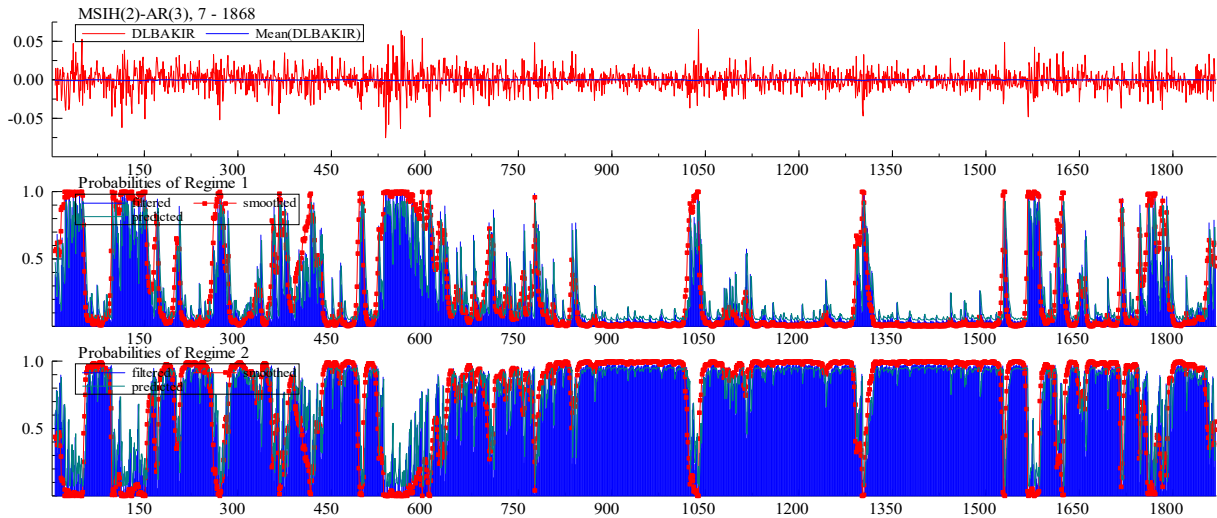 MSIH(2)-AR(3), 7 - 1868
DLBAKIR Mean(DLBAKIR)
0.05
0.00
-0.05
150 300 450 600 750 900 1050 1200 1350 1500 1650 1800
Probabilities of Regime 1
1.0
filtered smoothed
predicted
0.5
150 300 450 600 750 900 1050 1200 1350 1500 1650 1800
Probabilities of Regime 2
1.0
filtered smoothed
predicted
0.5
150 300 450 600 750 900 1050 1200 1350 1500 1650 1800